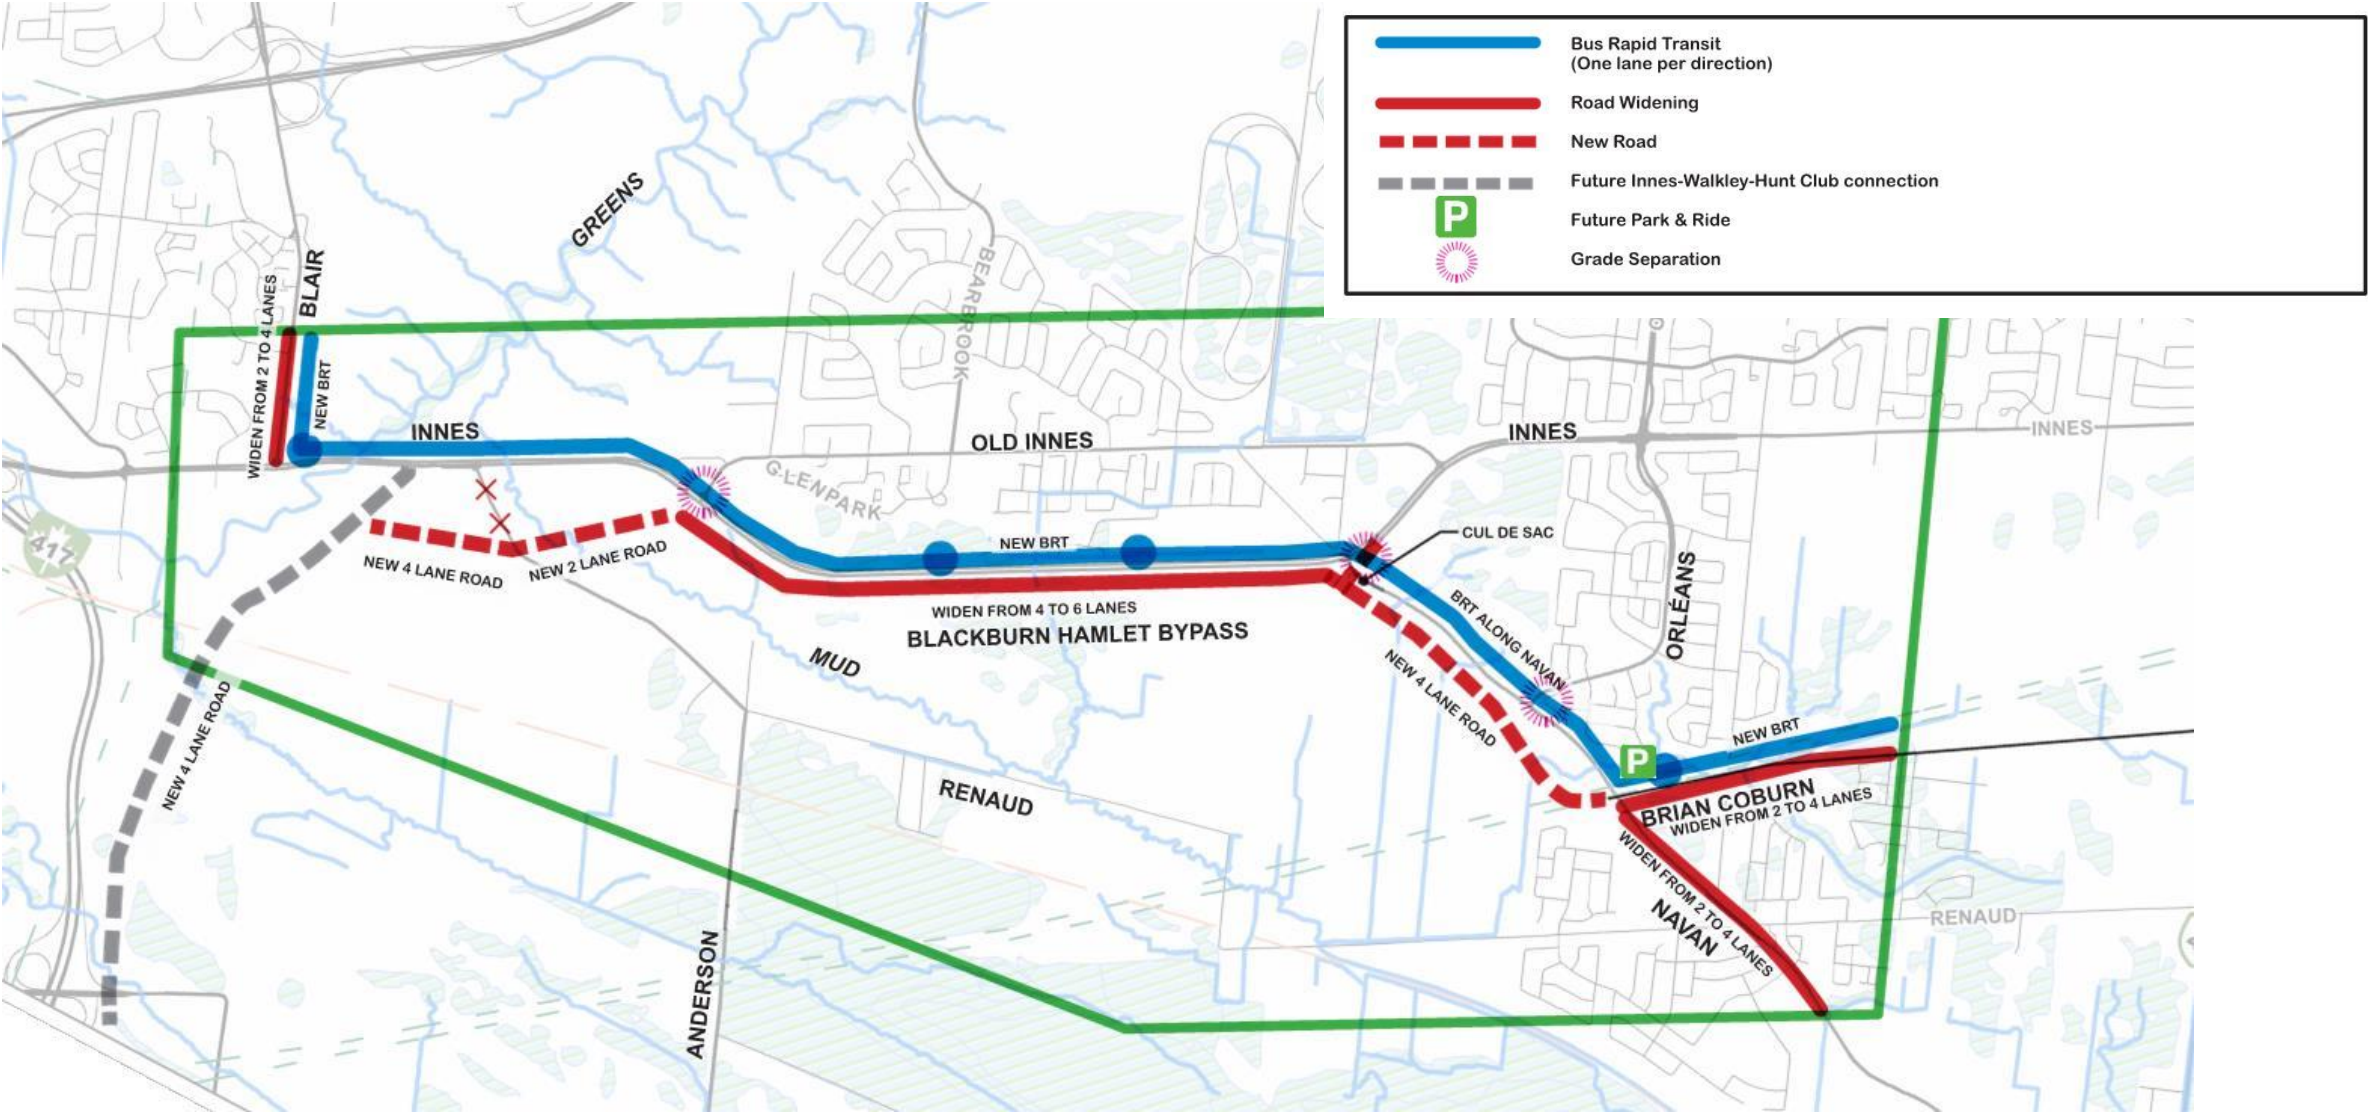 Bus Rapid Transit
(One lane per direction)
Road Widening
New Road
Future Innes-Walkley-Hunt Club connection
P
Future Park & Ride
Grade Separation
GREENS
BLAIR
WIDEN FROM 2 TO 4 LANES
NEW BRT
BEARBROOK
INNES
OLD INNES
INNES
INNES
GLENPARK
417
NEW 4 LANE ROAD
NEW 2 LANE ROAD
NEW BRT
CUL DE SAC
WIDEN FROM 4 TO 6 LANES
BLACKBURN HAMLET BYPASS
BRT ALONG NAVAN
ORLÉANS
MUD
NEW 4 LANE ROAD
NEW 4 LANE ROAD
P
NEW BRT
RENAUD
BRIAN COBURN
WIDEN FROM 2 TO 4 LANES
WIDEN FROM 2 TO 4 LANES
NAVAN
RENAUD
ANDERSON